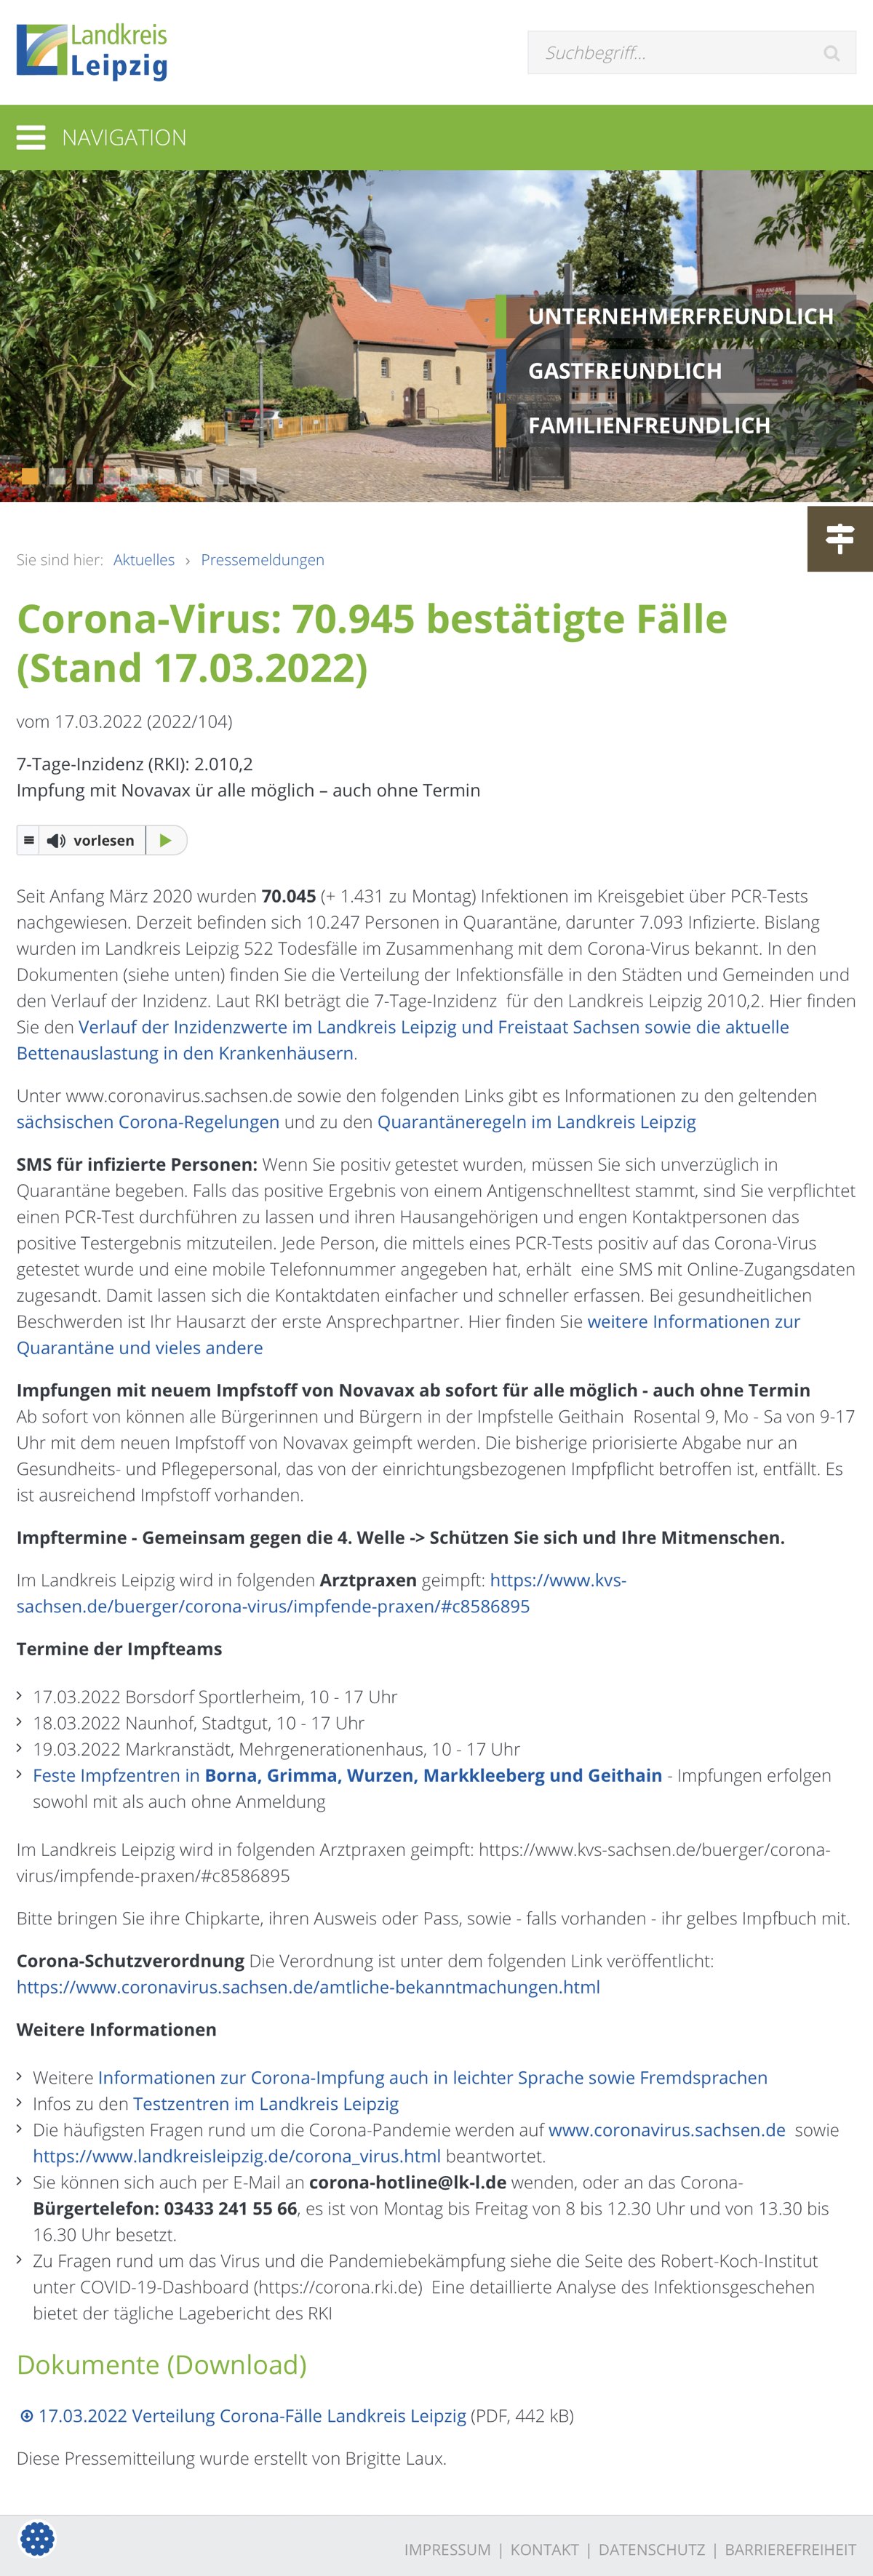 Landkreis
Leipzig
Suchbegriff...
NAVIGATION
UNTERNEHMERFREUNDLICH
GASTFREUNDLICH
FAMILIENFREUNDLICH
Sie sind hier: Aktuelles › Pressemeldungen
Corona-Virus: 70.945 bestätigte Fälle
(Stand 17.03.2022)
vom 17.03.2022 (2022/104)
7-Tage-Inzidenz (RKI): 2.010,2
Impfung mit Novavax ür alle möglich – auch ohne Termin
vorlesen
Seit Anfang März 2020 wurden 70.045 (+ 1.431 zu Montag) Infektionen im Kreisgebiet über PCR-Tests
nachgewiesen. Derzeit befinden sich 10.247 Personen in Quarantäne, darunter 7.093 Infizierte. Bislang
wurden im Landkreis Leipzig 522 Todesfälle im Zusammenhang mit dem Corona-Virus bekannt. In den
Dokumenten (siehe unten) finden Sie die Verteilung der Infektionsfälle in den Städten und Gemeinden und
den Verlauf der Inzidenz. Laut RKI beträgt die 7-Tage-Inzidenz  für den Landkreis Leipzig 2010,2. Hier finden
Sie den Verlauf der Inzidenzwerte im Landkreis Leipzig und Freistaat Sachsen sowie die aktuelle
Bettenauslastung in den Krankenhäusern.
Unter www.coronavirus.sachsen.de sowie den folgenden Links gibt es Informationen zu den geltenden
sächsischen Corona-Regelungen und zu den Quarantäneregeln im Landkreis Leipzig
SMS für infizierte Personen: Wenn Sie positiv getestet wurden, müssen Sie sich unverzüglich in
Quarantäne begeben. Falls das positive Ergebnis von einem Antigenschnelltest stammt, sind Sie verpflichtet
einen PCR-Test durchführen zu lassen und ihren Hausangehörigen und engen Kontaktpersonen das
positive Testergebnis mitzuteilen. Jede Person, die mittels eines PCR-Tests positiv auf das Corona-Virus
getestet wurde und eine mobile Telefonnummer angegeben hat, erhält  eine SMS mit Online-Zugangsdaten
zugesandt. Damit lassen sich die Kontaktdaten einfacher und schneller erfassen. Bei gesundheitlichen
Beschwerden ist Ihr Hausarzt der erste Ansprechpartner. Hier finden Sie weitere Informationen zur
Quarantäne und vieles andere
Impfungen mit neuem Impfstoff von Novavax ab sofort für alle möglich - auch ohne Termin
Ab sofort von können alle Bürgerinnen und Bürgern in der Impfstelle Geithain  Rosental 9, Mo - Sa von 9-17
Uhr mit dem neuen Impfstoff von Novavax geimpft werden. Die bisherige priorisierte Abgabe nur an
Gesundheits- und Pflegepersonal, das von der einrichtungsbezogenen Impfpflicht betroffen ist, entfällt. Es
ist ausreichend Impfstoff vorhanden.
Impftermine - Gemeinsam gegen die 4. Welle -> Schützen Sie sich und Ihre Mitmenschen.
Im Landkreis Leipzig wird in folgenden Arztpraxen geimpft: https://www.kvs-
sachsen.de/buerger/corona-virus/impfende-praxen/#c8586895
Termine der Impfteams
› 17.03.2022 Borsdorf Sportlerheim, 10 - 17 Uhr
› 18.03.2022 Naunhof, Stadtgut, 10 - 17 Uhr
› 19.03.2022 Markranstädt, Mehrgenerationenhaus, 10 - 17 Uhr
› Feste Impfzentren in Borna, Grimma, Wurzen, Markkleeberg und Geithain - Impfungen erfolgen
sowohl mit als auch ohne Anmeldung
Im Landkreis Leipzig wird in folgenden Arztpraxen geimpft: https://www.kvs-sachsen.de/buerger/corona-
virus/impfende-praxen/#c8586895
Bitte bringen Sie ihre Chipkarte, ihren Ausweis oder Pass, sowie - falls vorhanden - ihr gelbes Impfbuch mit.
Corona-Schutzverordnung Die Verordnung ist unter dem folgenden Link veröffentlicht:
https://www.coronavirus.sachsen.de/amtliche-bekanntmachungen.html
Weitere Informationen
› Weitere Informationen zur Corona-Impfung auch in leichter Sprache sowie Fremdsprachen
› Infos zu den Testzentren im Landkreis Leipzig
› Die häufigsten Fragen rund um die Corona-Pandemie werden auf www.coronavirus.sachsen.de  sowie
https://www.landkreisleipzig.de/corona_virus.html beantwortet.
› Sie können sich auch per E-Mail an corona-hotline@lk-l.de wenden, oder an das Corona-
Bürgertelefon: 03433 241 55 66, es ist von Montag bis Freitag von 8 bis 12.30 Uhr und von 13.30 bis
16.30 Uhr besetzt.
› Zu Fragen rund um das Virus und die Pandemiebekämpfung siehe die Seite des Robert-Koch-Institut
unter COVID-19-Dashboard (https://corona.rki.de)  Eine detaillierte Analyse des Infektionsgeschehen
bietet der tägliche Lagebericht des RKI
Dokumente (Download)
17.03.2022 Verteilung Corona-Fälle Landkreis Leipzig (PDF, 442 kB)
Diese Pressemitteilung wurde erstellt von Brigitte Laux.
IMPRESSUM | KONTAKT | DATENSCHUTZ | BARRIEREFREIHEIT